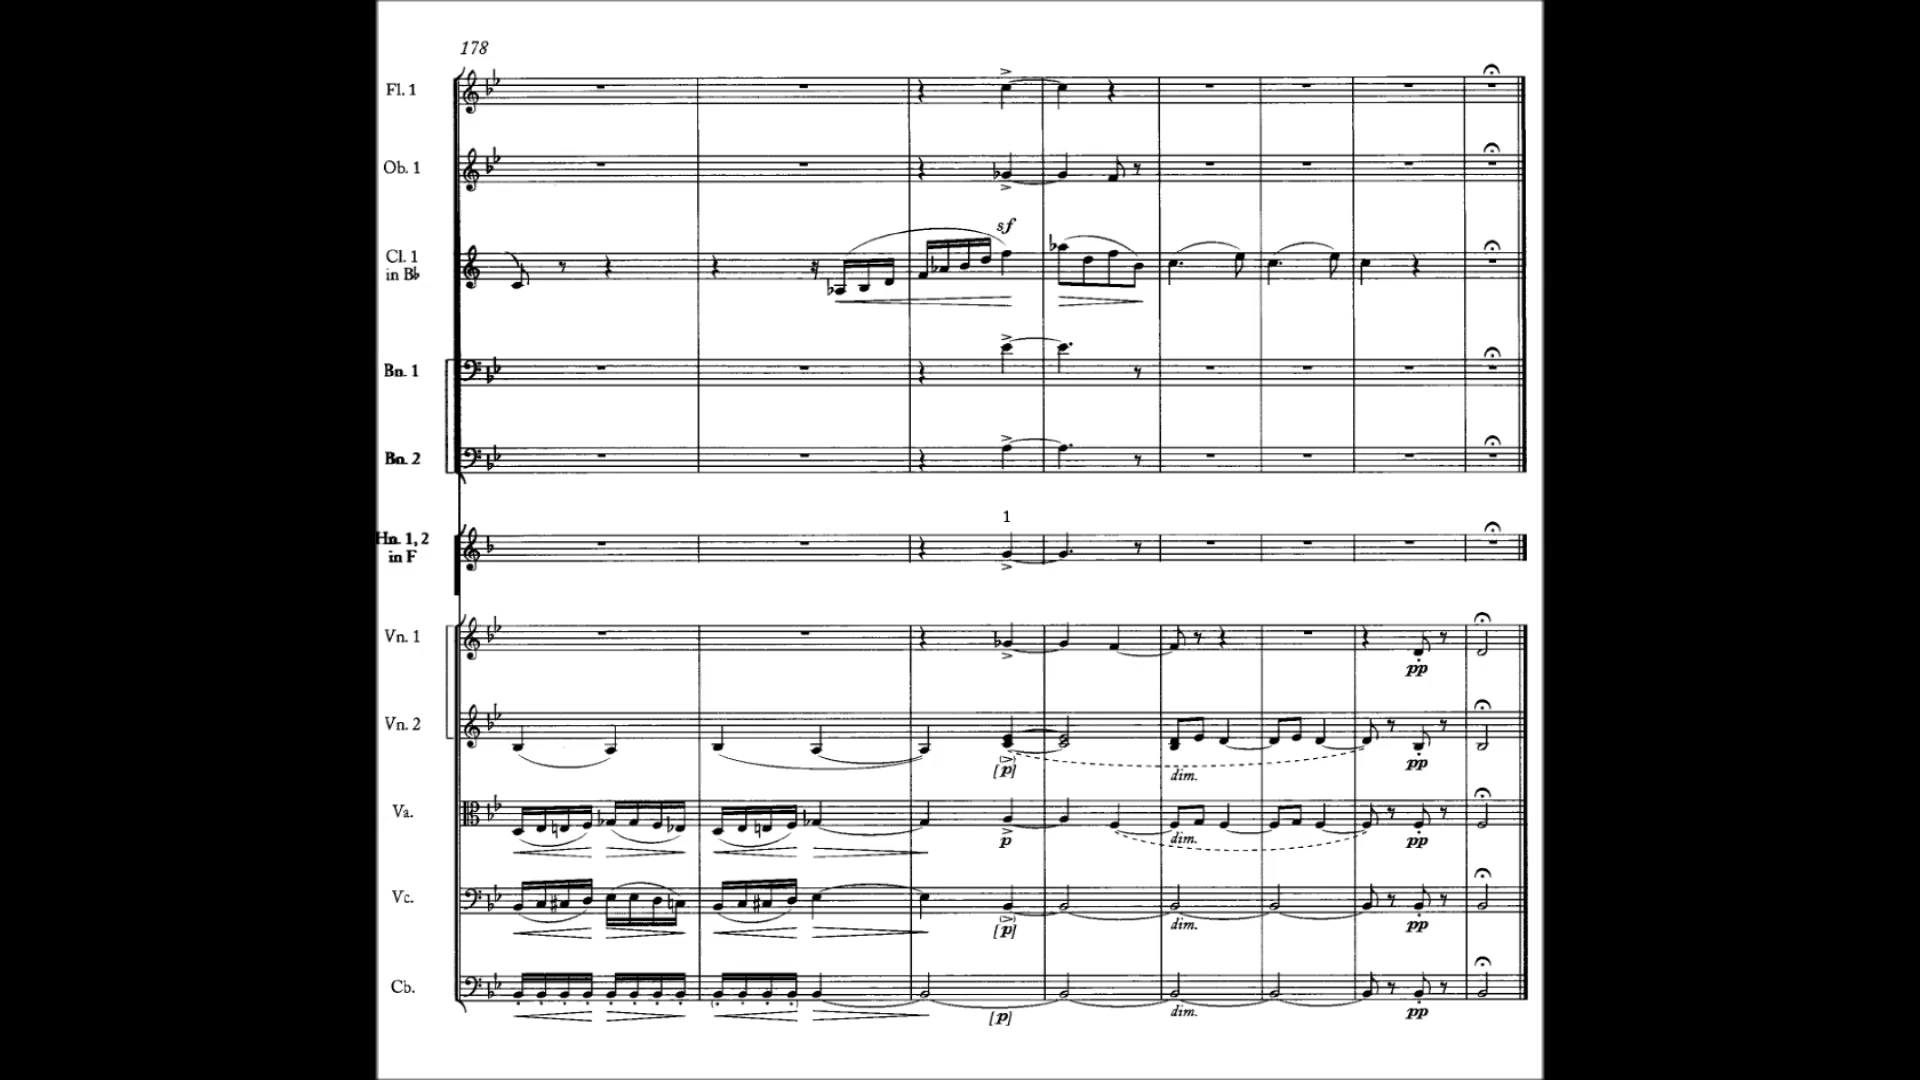 178
Fl. 1
Ob. 1
sf
Cl. 1
in B♭
Bn. 1
Bn. 2
1
Hn. 1, 2
in F
Vn. 1
pp
Vn. 2
[p] dim. pp
Va.
p dim. pp
Vc.
[p] dim. pp
Cb.
[p] dim. pp